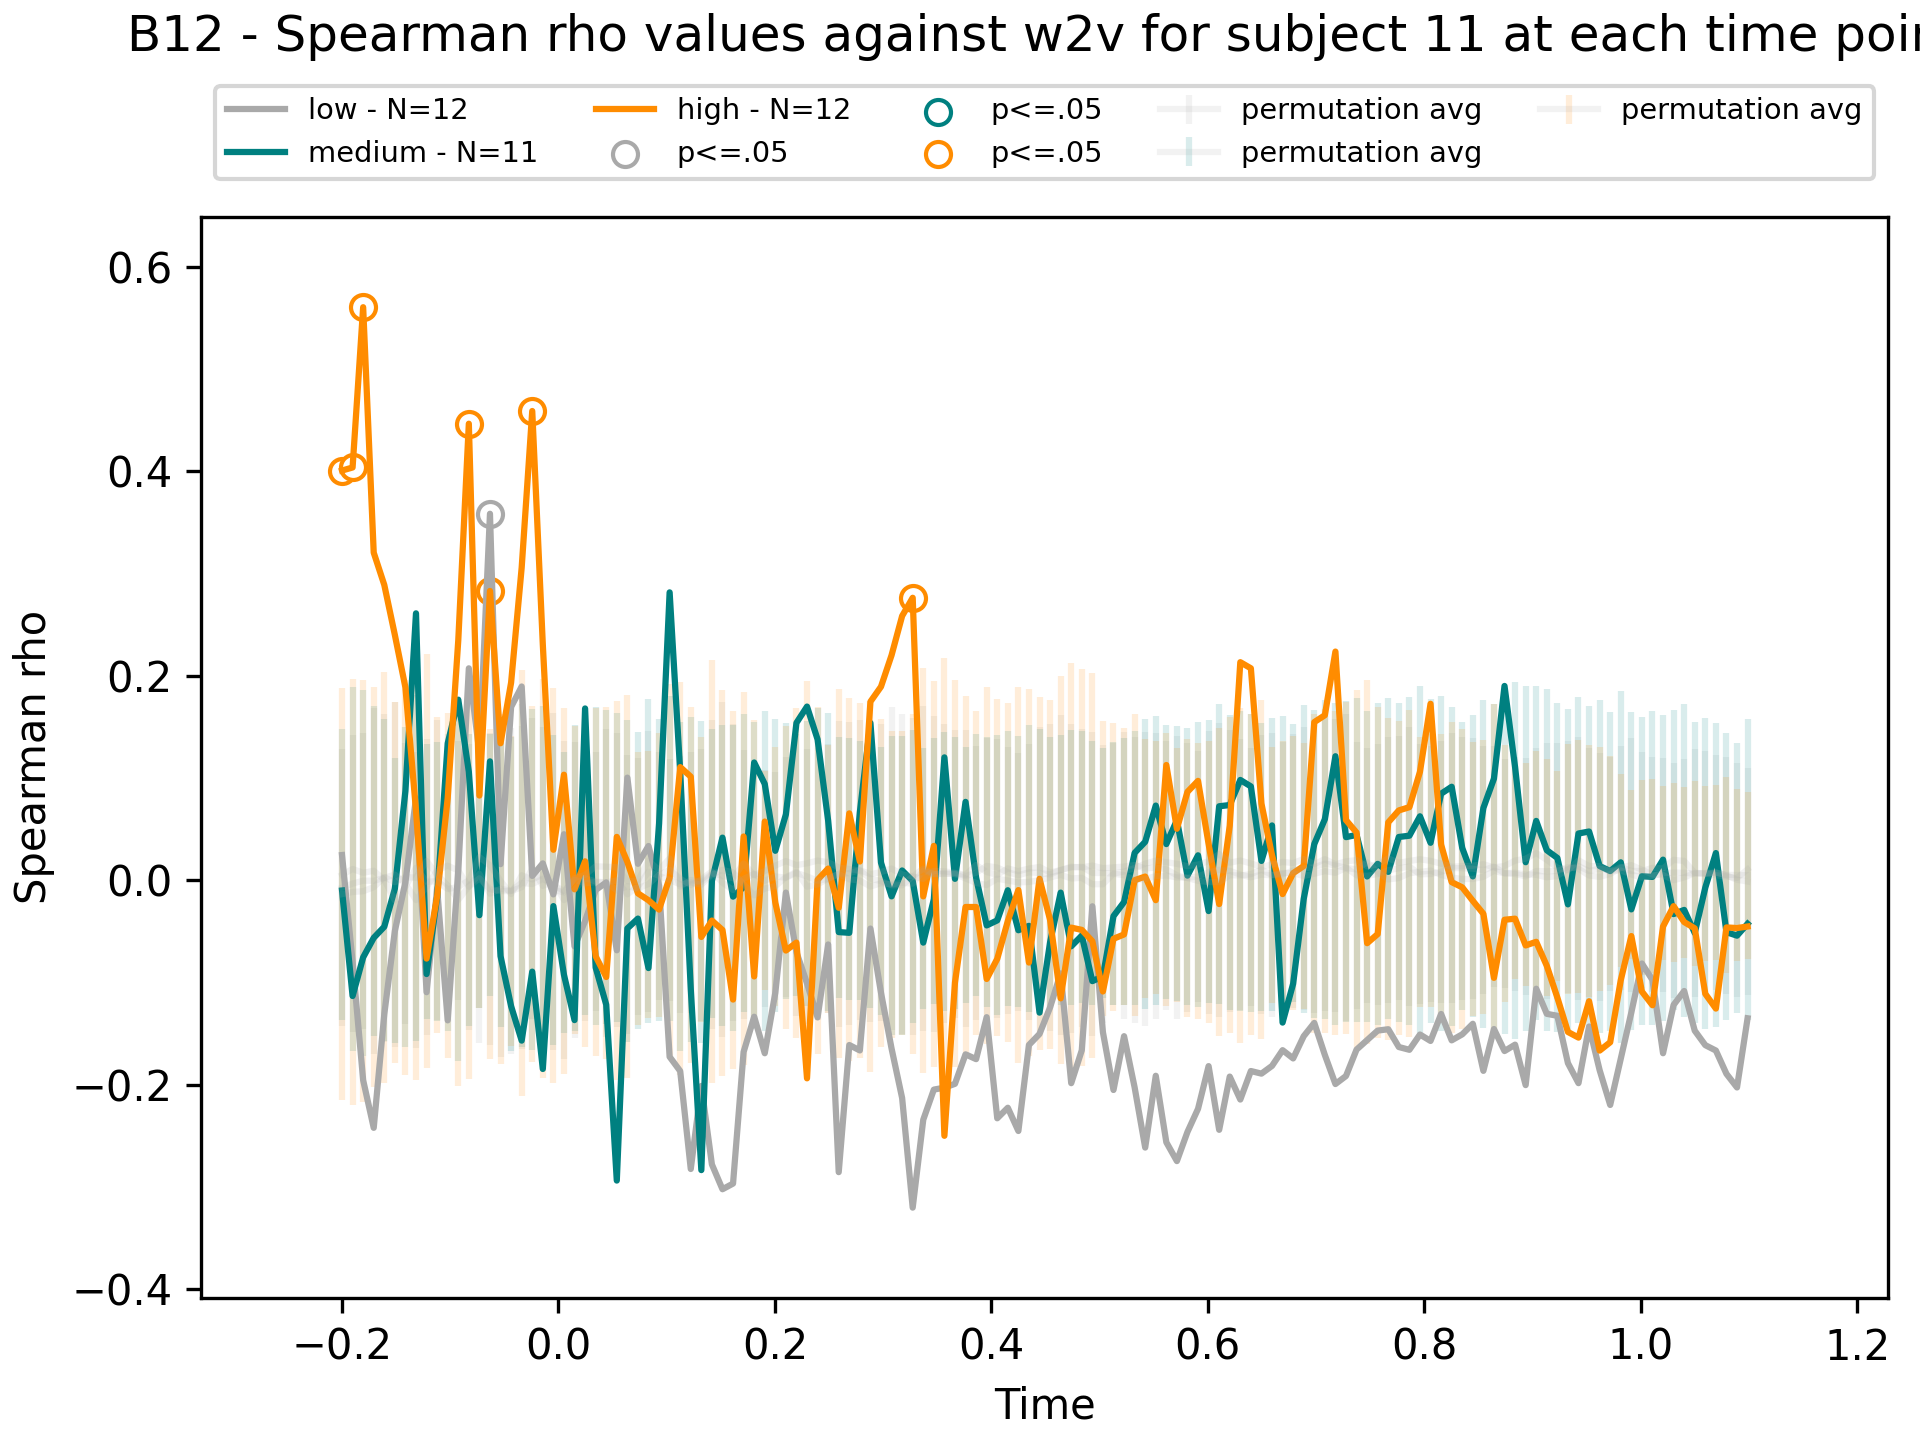 B12 - Spearman rho values against w2v for subject 11 at each time poi
low - N=12
medium - N=11
high - N=12
p<=.05
p<=.05
p<=.05
permutation avg
permutation avg
permutation avg
0.6
0.4
0.2
0.0
−0.2
−0.4
Spearman rho
−0.2 0.0 0.2 0.4 0.6 0.8 1.0 1.2
Time